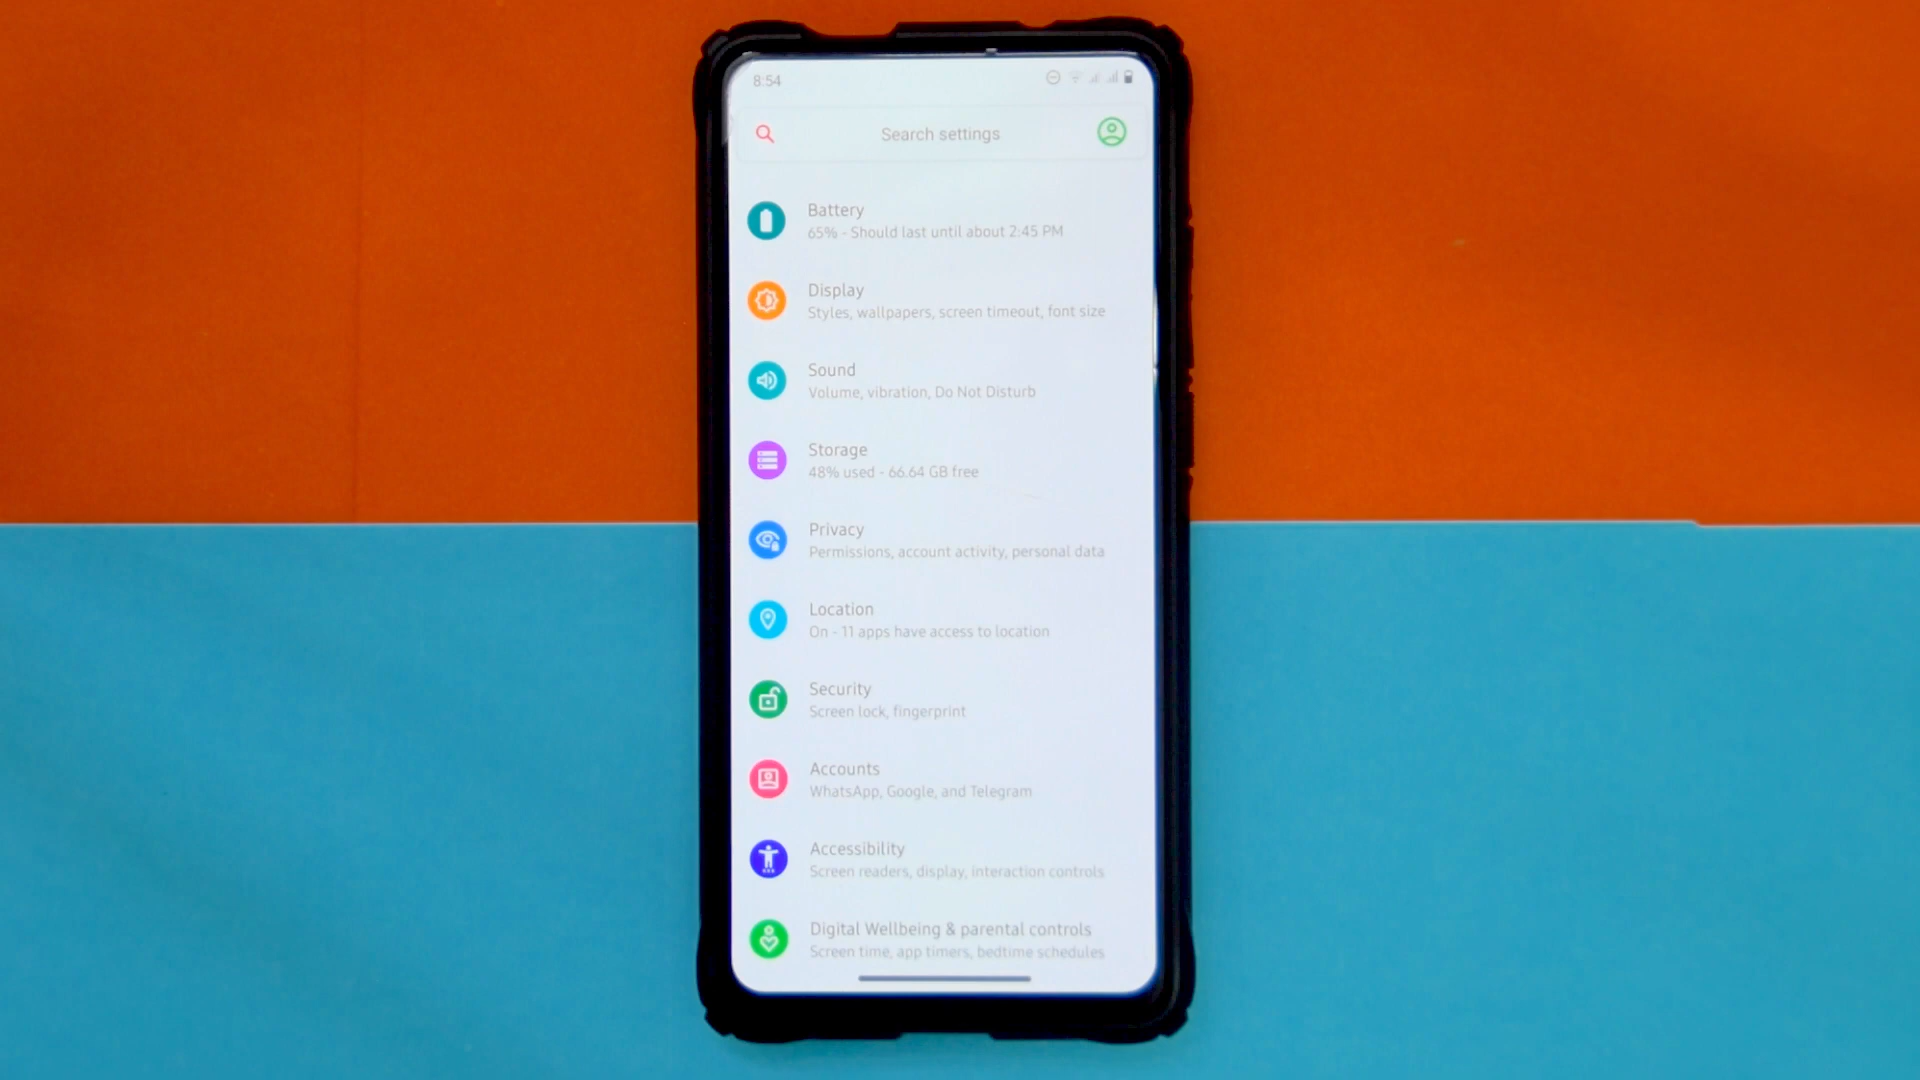 8:54
Search settings
Battery
65% - Should last until about 2:45 PM
Display
Styles, wallpapers, screen timeout, font size
Sound
Volume, vibration, Do Not Disturb
Storage
48% used - 66.64 GB free
Privacy
Permissions, account activity, personal data
Location
On - 11 apps have access to location
Security
Screen lock, fingerprint
Accounts
WhatsApp, Google, and Telegram
Accessibility
Screen readers, display, interaction controls
Digital Wellbeing & parental controls
Screen time, app timers, bedtime schedules